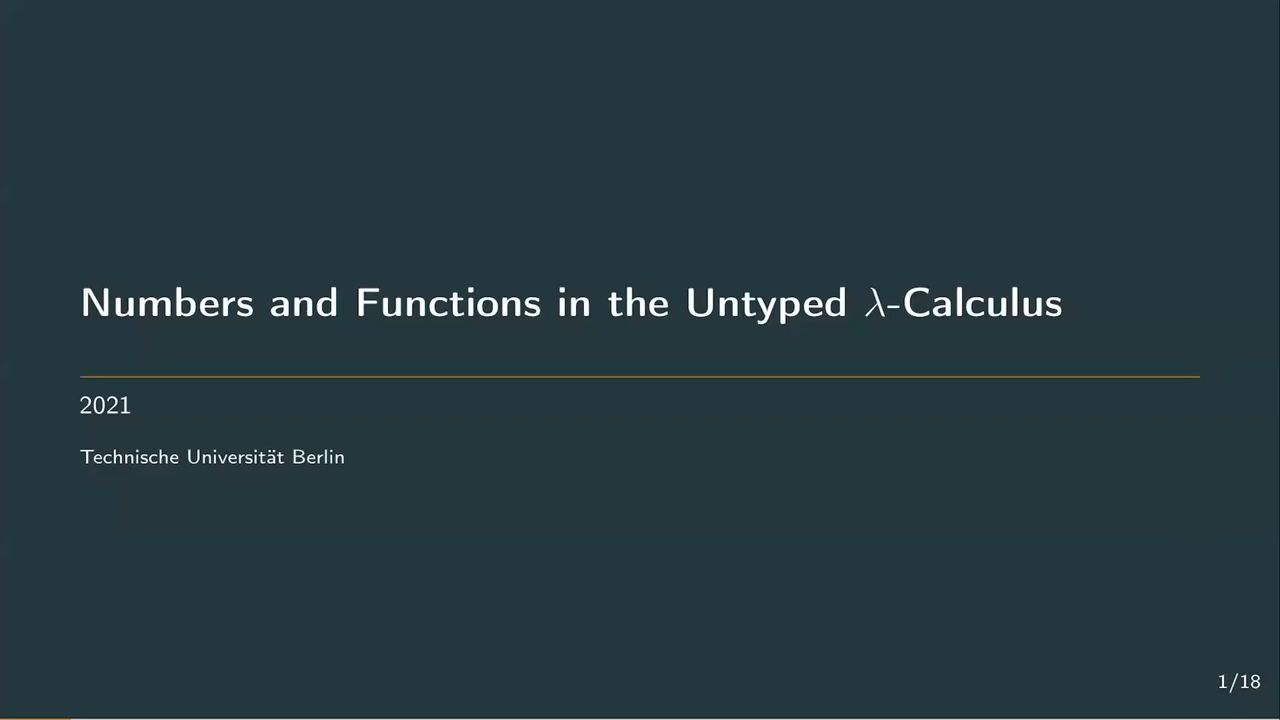 Numbers and Functions in the Untyped λ-Calculus
2021
Technische Universität Berlin
1/18